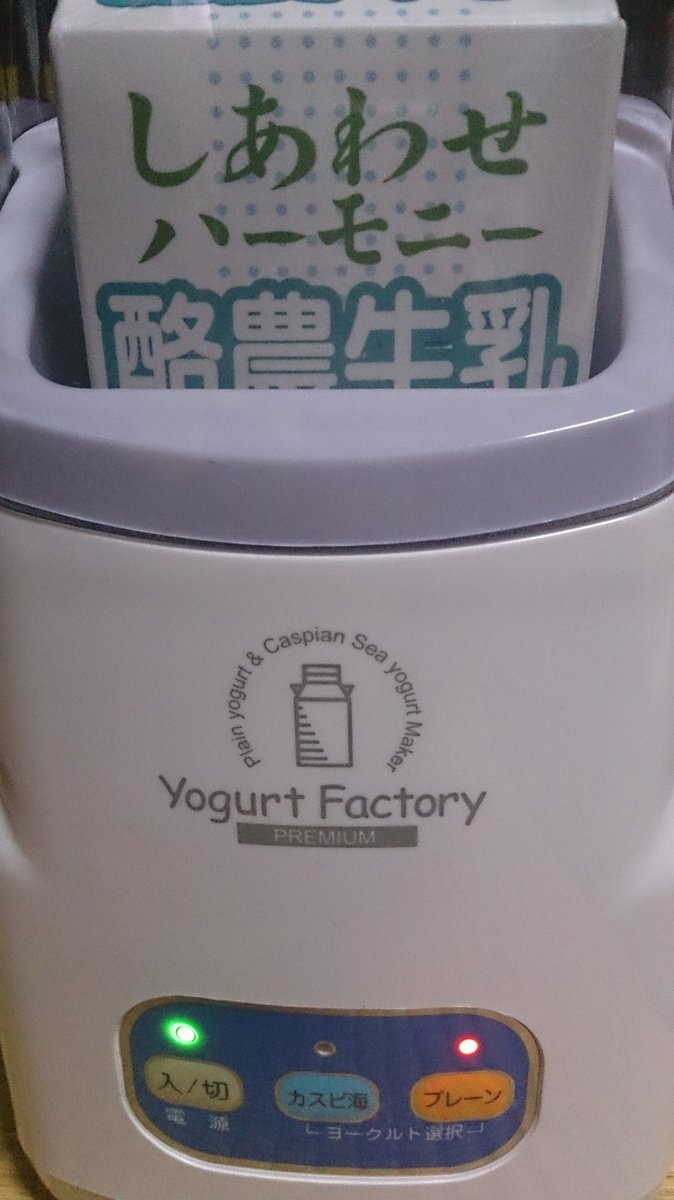 しあわせ
ハーモニー
酪農牛乳
Plain yogurt & Caspian Sea yogurt Maker
Yogurt Factory
PREMIUM
入/切
カスピ海
プレーン
電源
ヨーグルト選択